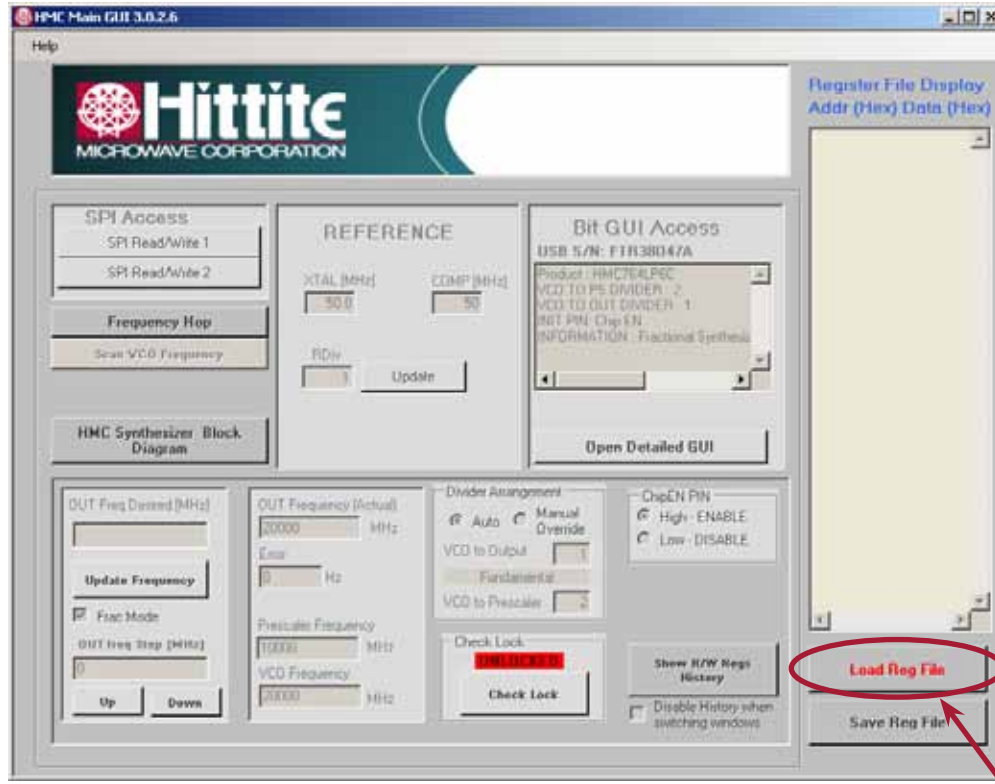 HMC Main GUI 3.0.2.6
Help
Hittite
MICROWAVE CORPORATION
Register File Display
Addr (Hex) Data (Hex)
SPI Access
SPI Read/Write 1
SPI Read/Write 2
Frequency Hop
Scan VCO Frequency
HMC Synthesizer Block
Diagram
REFERENCE
XTAL [MHz]
COMP [MHz]
50.0
50
RDiv
1
Update
Bit GUI Access
USB S/N: FTR38047A
Product : HMC764LP6C
VCO TO PS DIVIDER : 2
VCO TO OUT DIVIDER : 1
INIT PIN: Chip EN
INFORMATION : Fractional
Open Detailed GUI
OUT Freq Desired [MHz]
Update Frequency
Frac Mode
OUT freq Step [MHz]
0
Up
Down
OUT Frequency (Actual)
20000 MHz
Error
0 Hz
Prescaler Frequency
10000 MHz
VCO Frequency
20000 MHz
Divider Arrangement
Auto
Manual
Override
VCO to Output 1
Fundamental
VCO to Prescaler 2
Check Lock
UNLOCKED
Check Lock
ChipEN PIN
High - ENABLE
Low - DISABLE
Show R/W Regs
History
Disable History when
switching windows
Load Reg File
Save Reg File